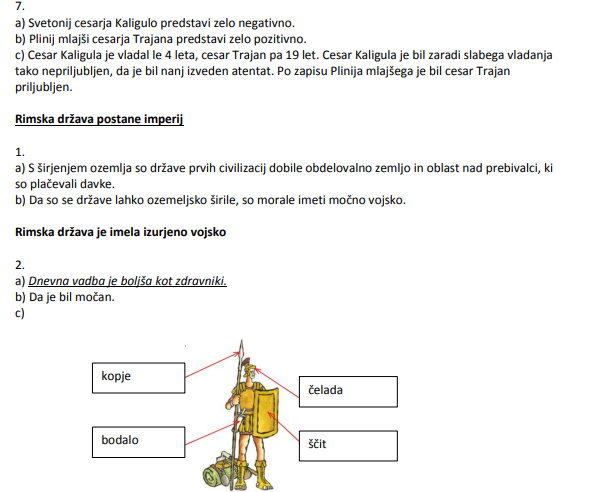 7.
a) Svetonij cesarja Kaligulo predstavi zelo negativno.
b) Plinij mlajši cesarja Trajana predstavi zelo pozitivno.
c) Cesar Kaligula je vladal le 4 leta, cesar Trajan pa 19 let. Cesar Kaligula je bil zaradi slabega vladanja
tako nepriljubljen, da je bil nanj izveden atentat. Po zapisu Plinija mlajšega je bil cesar Trajan
priljubljen.
Rimska država postane imperij
1.
a) S širjenjem ozemlja so države prvih civilizacij dobile obdelovalno zemljo in oblast nad prebivalci, ki
so plačevali davke.
b) Da so se države lahko ozemeljsko širile, so morale imeti močno vojsko.
Rimska država je imela izurjeno vojsko
2.
a) Dnevna vadba je boljša kot zdravniki.
b) Da je bil močan.
c)
kopje
čelada
bodalo
ščit